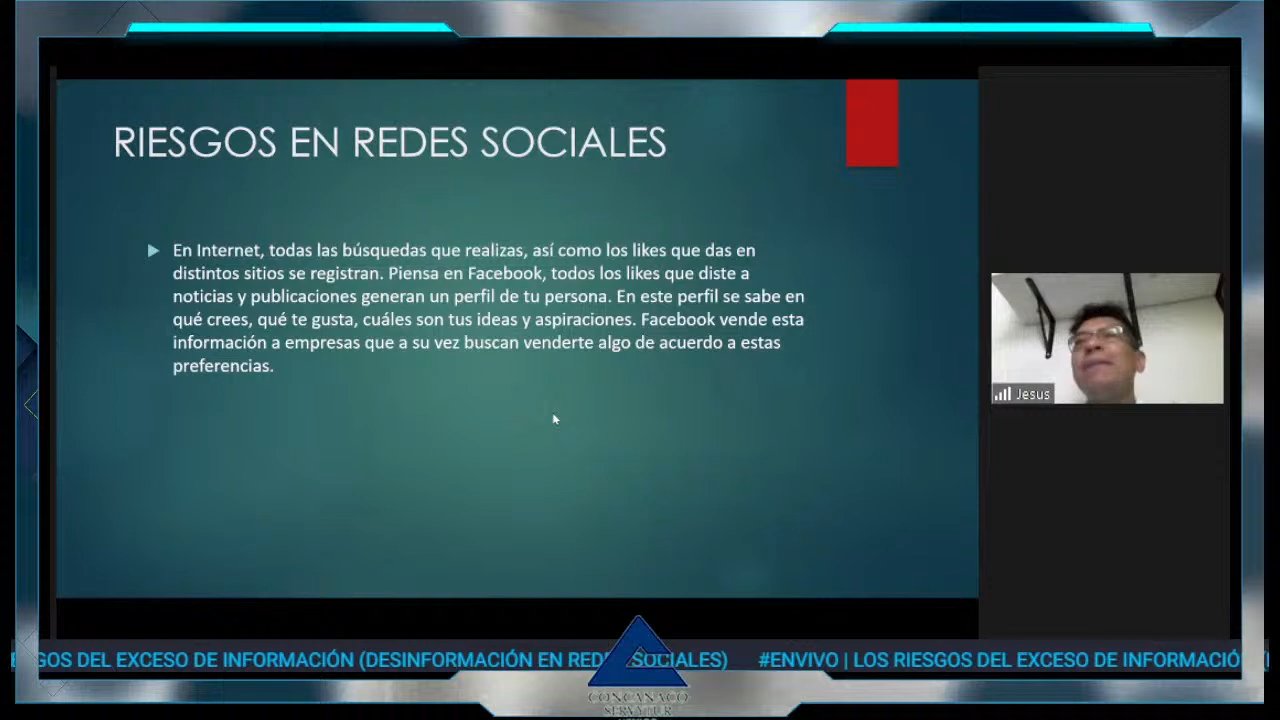 RIESGOS EN REDES SOCIALES
En Internet, todas las búsquedas que realizas, así como los likes que das en
distintos sitios se registran. Piensa en Facebook, todos los likes que diste a
noticias y publicaciones generan un perfil de tu persona. En este perfil se sabe en
qué crees, qué te gusta, cuáles son tus ideas y aspiraciones. Facebook vende esta
información a empresas que a su vez buscan venderte algo de acuerdo a estas
preferencias.
Jesus
GOS DEL EXCESO DE INFORMACIÓN (DESINFORMACIÓN EN REDES SOCIALES) #ENVIVO | LOS RIESGOS DEL EXCESO DE INFORMACIÓ
CONCANACO
SERVYTUR